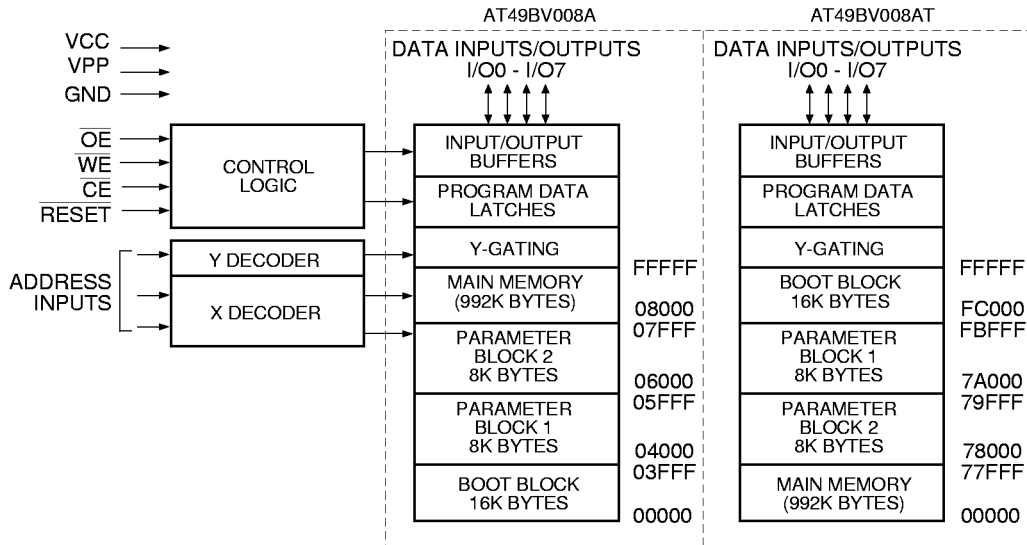 AT49BV008A
AT49BV008AT
VCC
VPP
GND
OE
WE
CE
RESET
CONTROL
LOGIC
ADDRESS
INPUTS
Y DECODER
X DECODER
DATA INPUTS/OUTPUTS
I/O0 - I/O7
INPUT/OUTPUT
BUFFERS
PROGRAM DATA
LATCHES
Y-GATING
MAIN MEMORY
(992K BYTES)
PARAMETER
BLOCK 2
8K BYTES
PARAMETER
BLOCK 1
8K BYTES
BOOT BLOCK
16K BYTES
FFFFF
08000
07FFF
06000
05FFF
04000
03FFF
00000
DATA INPUTS/OUTPUTS
I/O0 - I/O7
INPUT/OUTPUT
BUFFERS
PROGRAM DATA
LATCHES
Y-GATING
BOOT BLOCK
16K BYTES
PARAMETER
BLOCK 1
8K BYTES
PARAMETER
BLOCK 2
8K BYTES
MAIN MEMORY
(992K BYTES)
FFFFF
FC000
FBFFF
7A000
79FFF
78000
77FFF
00000